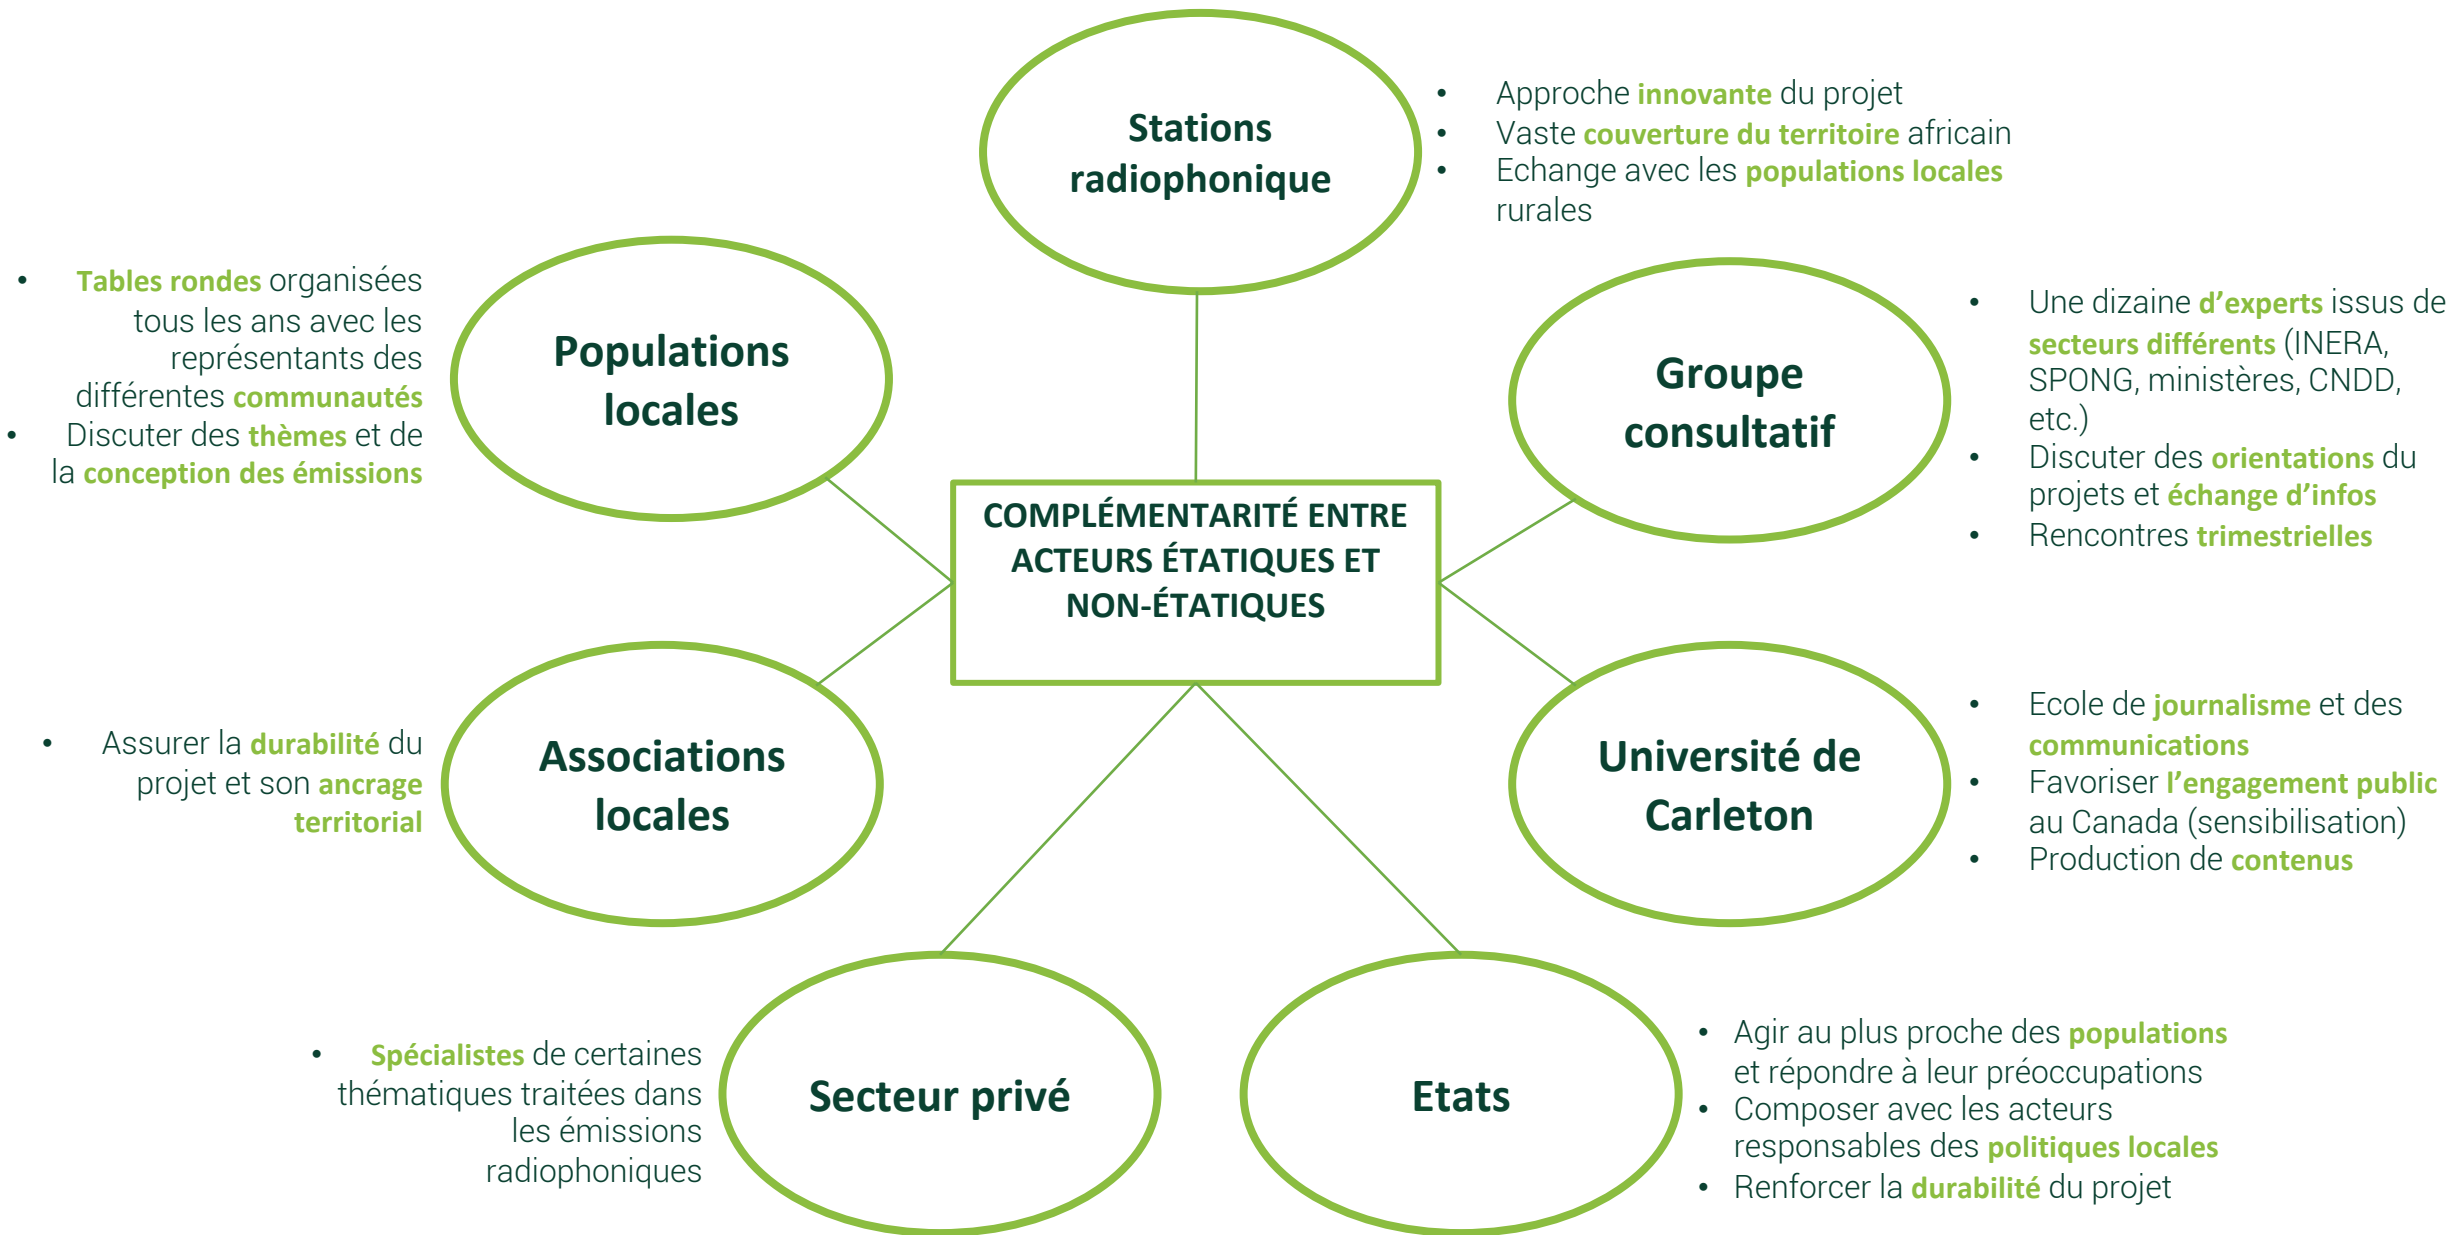 Stations
radiophonique
• Approche innovante du projet
• Vaste couverture du territoire africain
• Echange avec les populations locales
rurales
Populations
locales
• Tables rondes organisées
tous les ans avec les
représentants des
différentes communautés
• Discuter des thèmes et de
la conception des émissions
Groupe
consultatif
• Une dizaine d’experts issus de
secteurs différents (INERA,
SPONG, ministères, CNDD,
etc.)
• Discuter des orientations du
projets et échange d’infos
• Rencontres trimestrielles
COMPLÉMENTARITÉ ENTRE
ACTEURS ÉTATIQUES ET
NON-ÉTATIQUES
Associations
locales
• Assurer la durabilité du
projet et son ancrage
territorial
Université de
Carleton
• Ecole de journalisme et des
communications
• Favoriser l’engagement public
au Canada (sensibilisation)
• Production de contenus
Secteur privé
• Spécialistes de certaines
thématiques traitées dans
les émissions
radiophoniques
Etats
• Agir au plus proche des populations
et répondre à leur préoccupations
• Composer avec les acteurs
responsables des politiques locales
• Renforcer la durabilité du projet